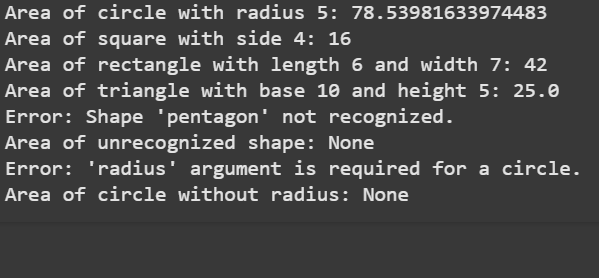 Area of circle with radius 5: 78.53981633974483
Area of square with side 4: 16
Area of rectangle with length 6 and width 7: 42
Area of triangle with base 10 and height 5: 25.0
Error: Shape 'pentagon' not recognized.
Area of unrecognized shape: None
Error: 'radius' argument is required for a circle.
Area of circle without radius: None